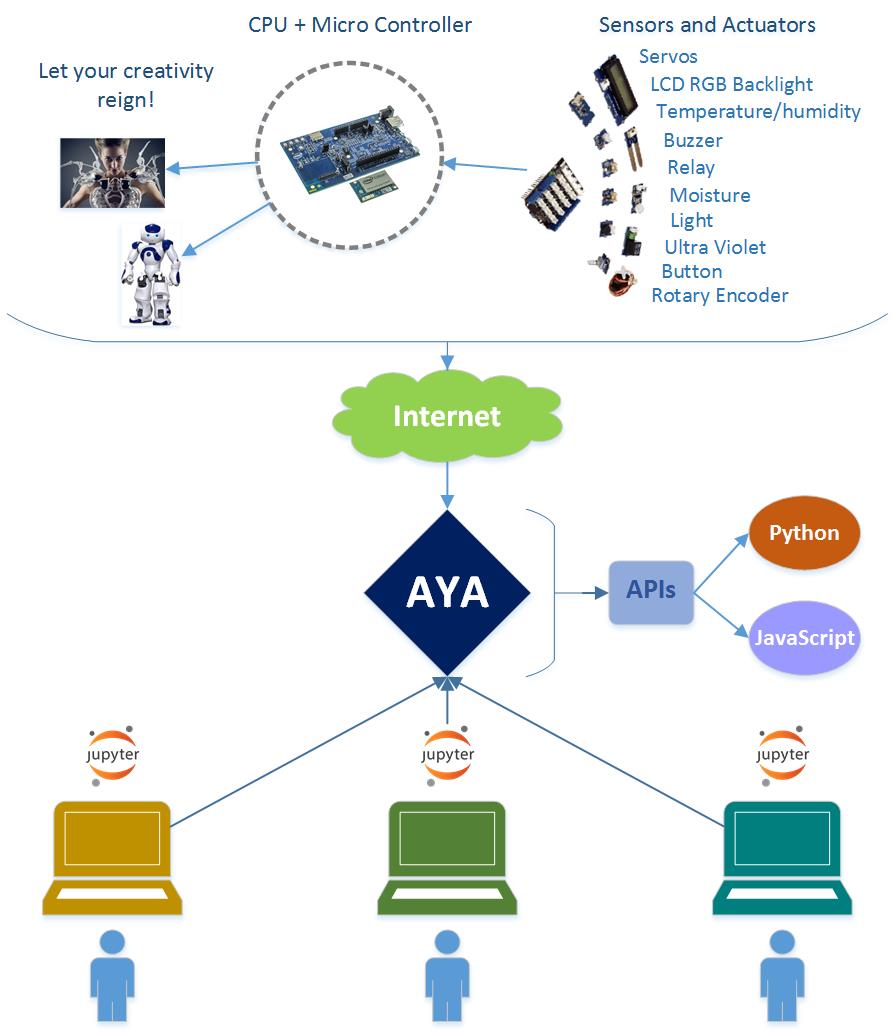 CPU + Micro Controller
Sensors and Actuators
Let your creativity
reign!
Servos
LCD RGB Backlight
Temperature/humidity
Buzzer
Relay
Moisture
Light
Ultra Violet
Button
Rotary Encoder
Internet
AYA
APIs
Python
JavaScript
jupyter
jupyter
jupyter